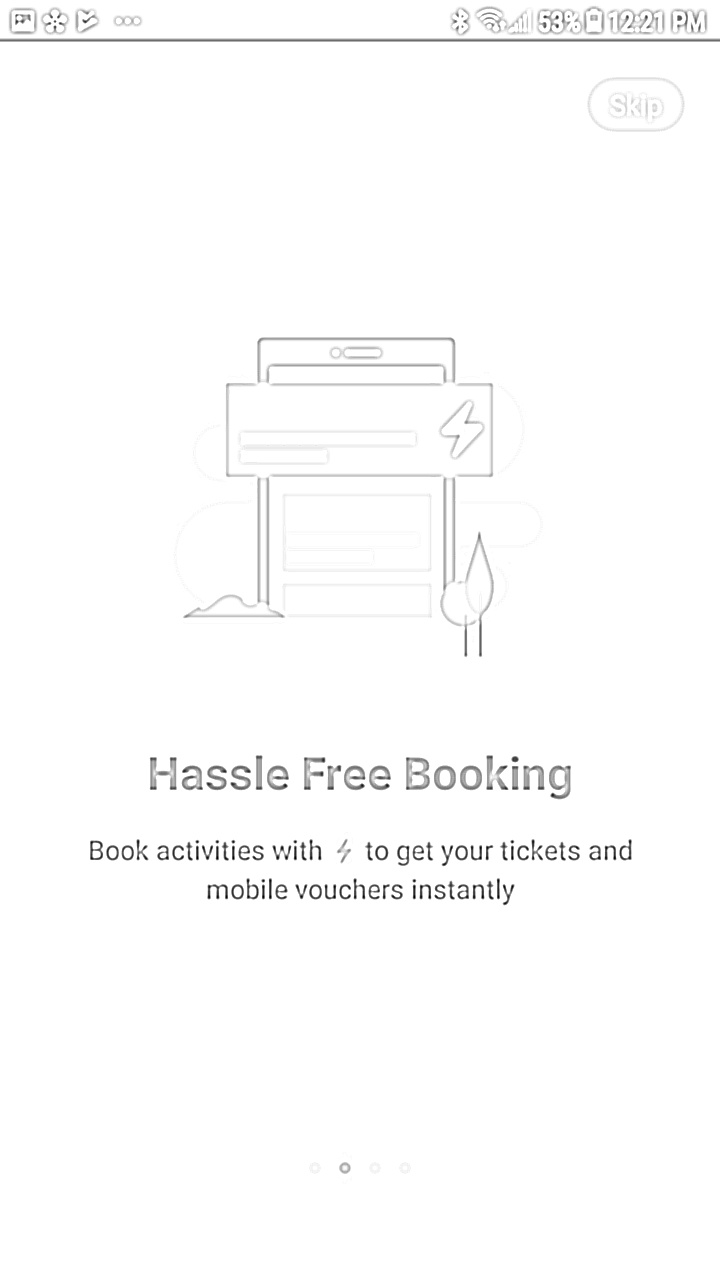 53% 12:21 PM
Skip
Hassle Free Booking
Book activities with to get your tickets and
mobile vouchers instantly